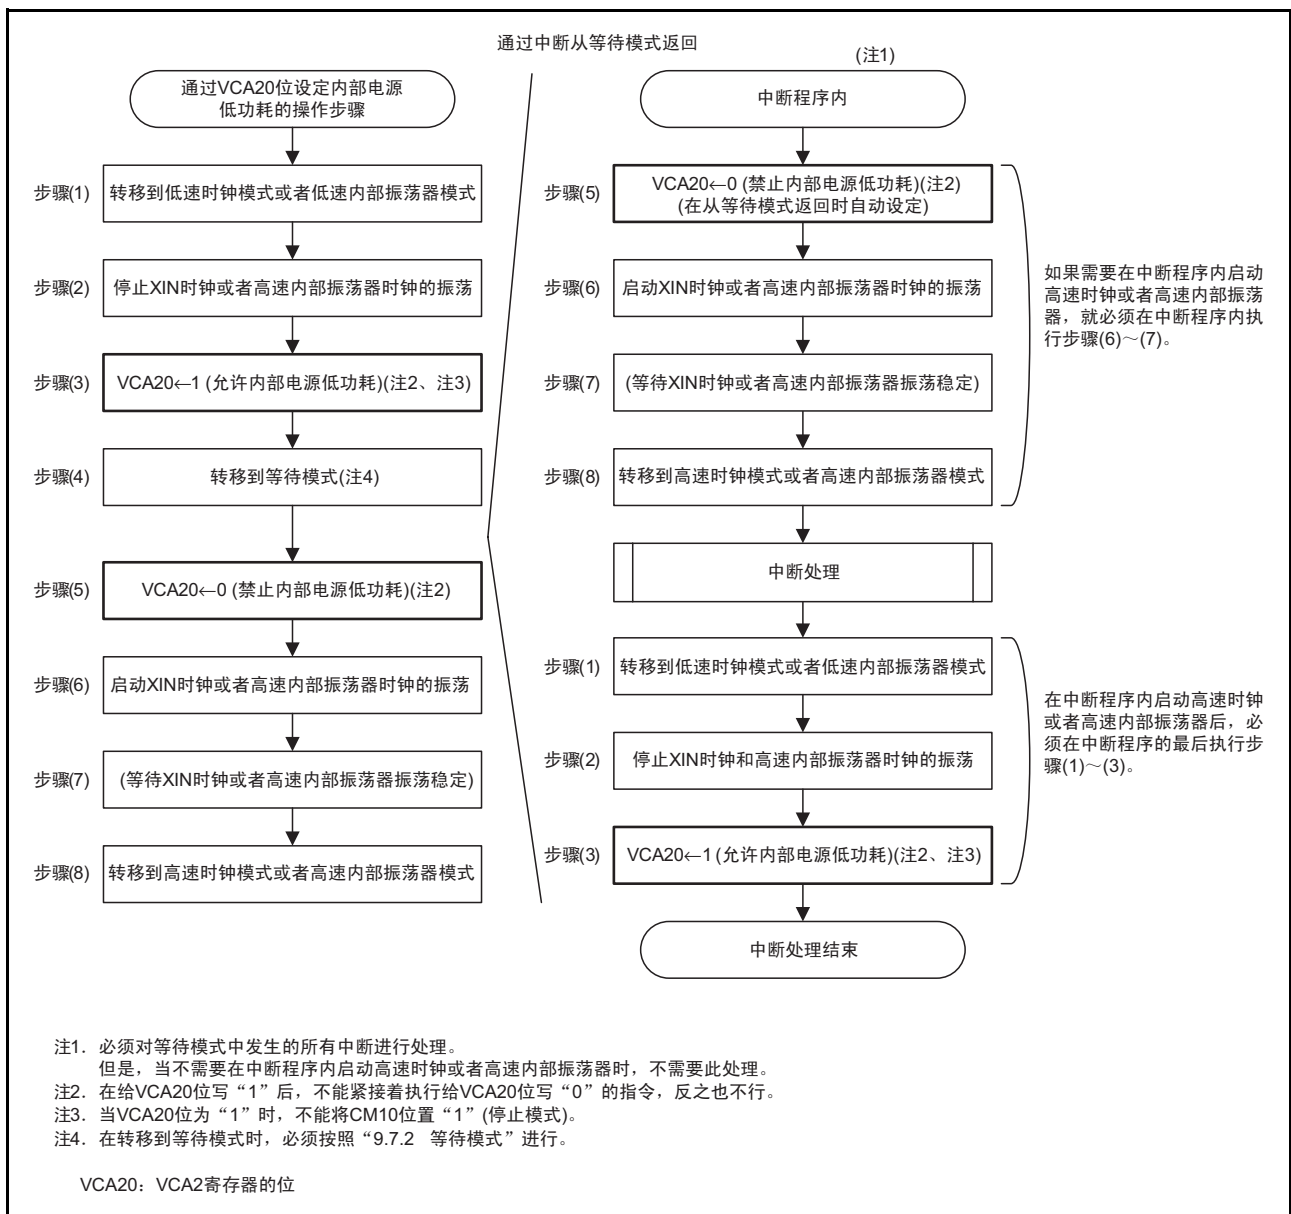 通过中断从等待模式返回
通过VCA20位设定内部电源
低功耗的操作步骤
步骤(1)
转移到低速时钟模式或者低速内部振荡器模式
步骤(2)
停止XIN时钟或者高速内部振荡器时钟的振荡
步骤(3)
VCA20←1 (允许内部电源低功耗)(注2、注3)
步骤(4)
转移到等待模式(注4)
步骤(5)
VCA20←0 (禁止内部电源低功耗)(注2)
步骤(6)
启动XIN时钟或者高速内部振荡器时钟的振荡
步骤(7)
(等待XIN时钟或者高速内部振荡器振荡稳定)
步骤(8)
转移到高速时钟模式或者高速内部振荡器模式
(注1)
中断程序内
步骤(5)
VCA20←0 (禁止内部电源低功耗)(注2)
(在从等待模式返回时自动设定)
步骤(6)
启动XIN时钟或者高速内部振荡器时钟的振荡
步骤(7)
(等待XIN时钟或者高速内部振荡器振荡稳定)
步骤(8)
转移到高速时钟模式或者高速内部振荡器模式
如果需要在中断程序内启动
高速时钟或者高速内部振荡
器，就必须在中断程序内执
行步骤(6)～(7)。
中断处理
步骤(1)
转移到低速时钟模式或者低速内部振荡器模式
步骤(2)
停止XIN时钟和高速内部振荡器时钟的振荡
步骤(3)
VCA20←1 (允许内部电源低功耗)(注2、注3)
在中断程序内启动高速时钟
或者高速内部振荡器后，必
须在中断程序的最后执行步
骤(1)～(3)。
中断处理结束
注1. 必须对等待模式中发生的所有中断进行处理。
但是，当不需要在中断程序内启动高速时钟或者高速内部振荡器时，不需要此处理。
注2. 在给VCA20位写“1”后，不能紧接着执行给VCA20位写“0”的指令，反之也不行。
注3. 当VCA20位为“1”时，不能将CM10位置“1”(停止模式)。
注4. 在转移到等待模式时，必须按照“9.7.2 等待模式”进行。
VCA20：VCA2寄存器的位